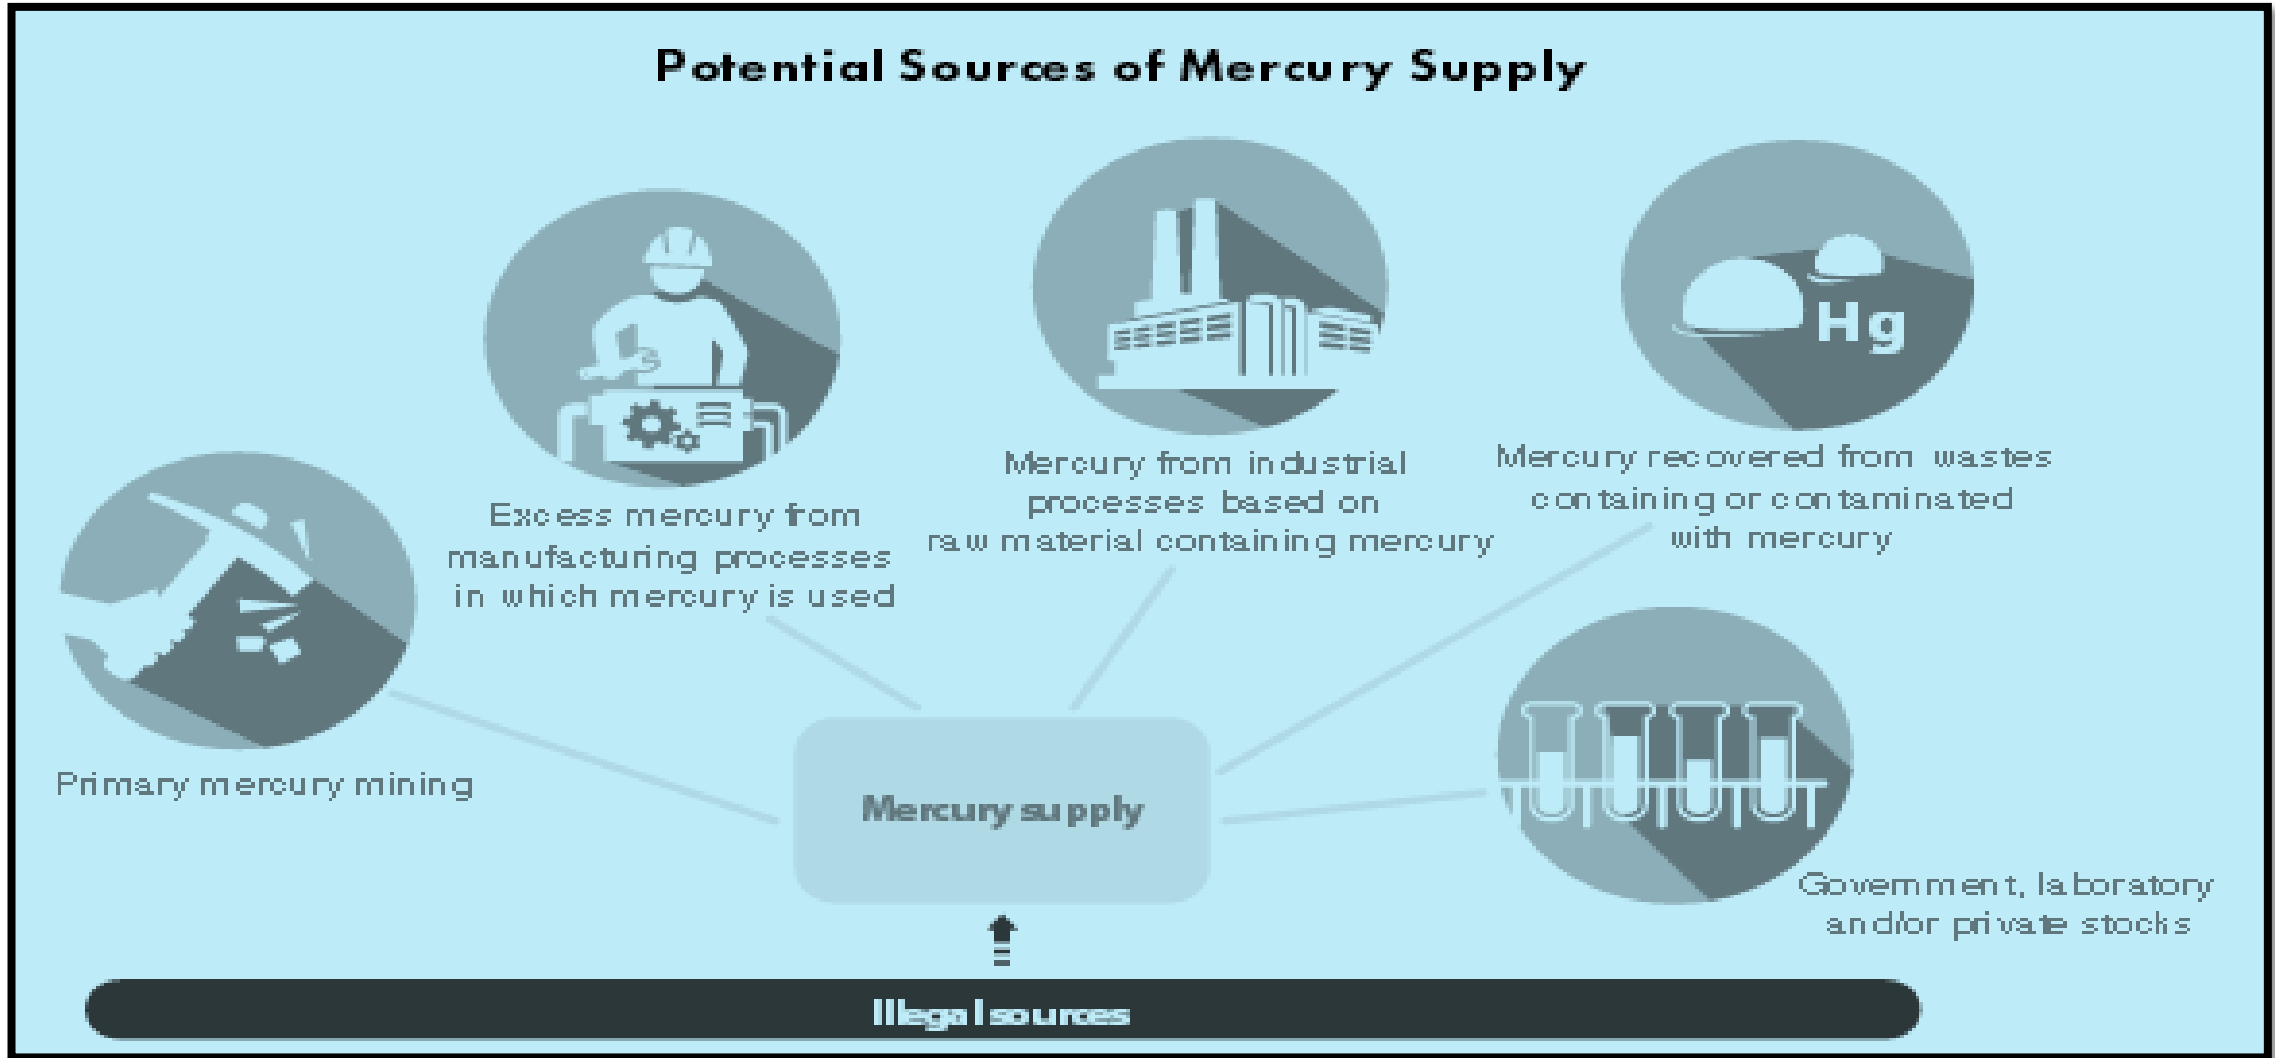 Potential Sources of Mercury Supply
Hg
Mercury from industrial
processes based on
raw material containing mercury
Mercury recovered from wastes
containing or contaminated
with mercury
Excess mercury from
manufacturing processes
in which mercury is used
Primary mercury mining
Mercury supply
Government, laboratory
and/or private stocks
Illegal sources